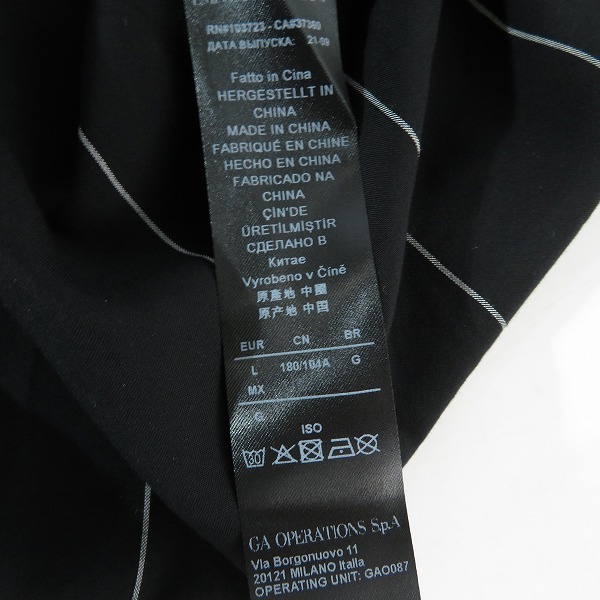 RN#103723 - CA#37360
ДАТА ВЫПУСКА: 21-09
Fatto in Cina
HERGESTELLT IN
CHINA
MADE IN CHINA
FABRIQUÉ EN CHINE
HECHO EN CHINA
FABRICADO NA
CHINA
ÇIN'DE
ÜRETİLMİŞTİR
СДЕЛАНО В
Китае
Vyrobeno v Číně
原產地 中國
原产地 中国
EUR CN BR
L 180/104A G
MX
G
ISO
30
GA OPERATIONS S.p.A
Via Borgonuovo 11
20121 MILANO Italia
OPERATING UNIT: GAO087